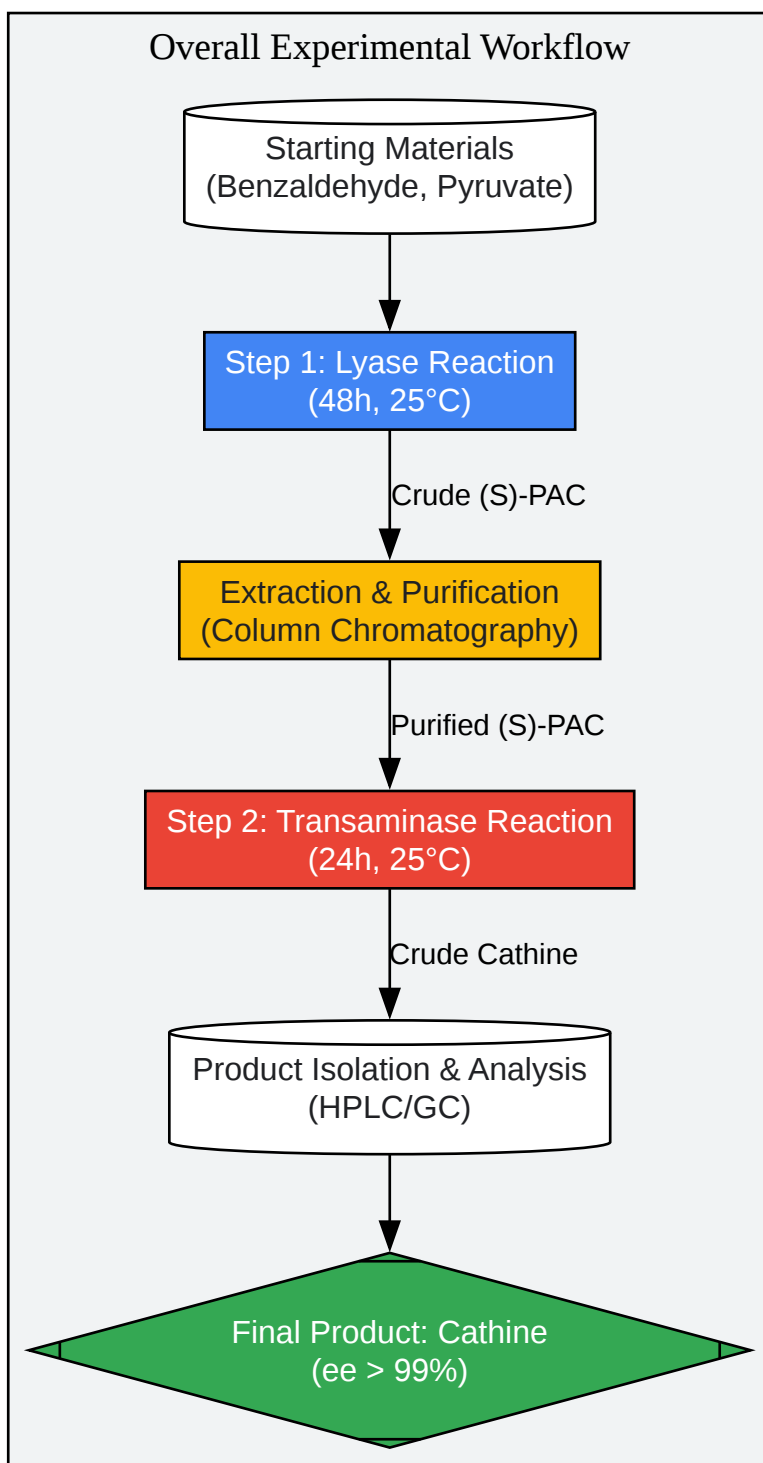 Overall Experimental Workflow
Starting Materials
(Benzaldehyde, Pyruvate)
Step 1: Lyase Reaction
(48h, 25°C)
Crude (S)-PAC
Extraction & Purification
(Column Chromatography)
Purified (S)-PAC
Step 2: Transaminase Reaction
(24h, 25°C)
Crude Cathine
Product Isolation & Analysis
(HPLC/GC)
Final Product: Cathine
(ee > 99%)